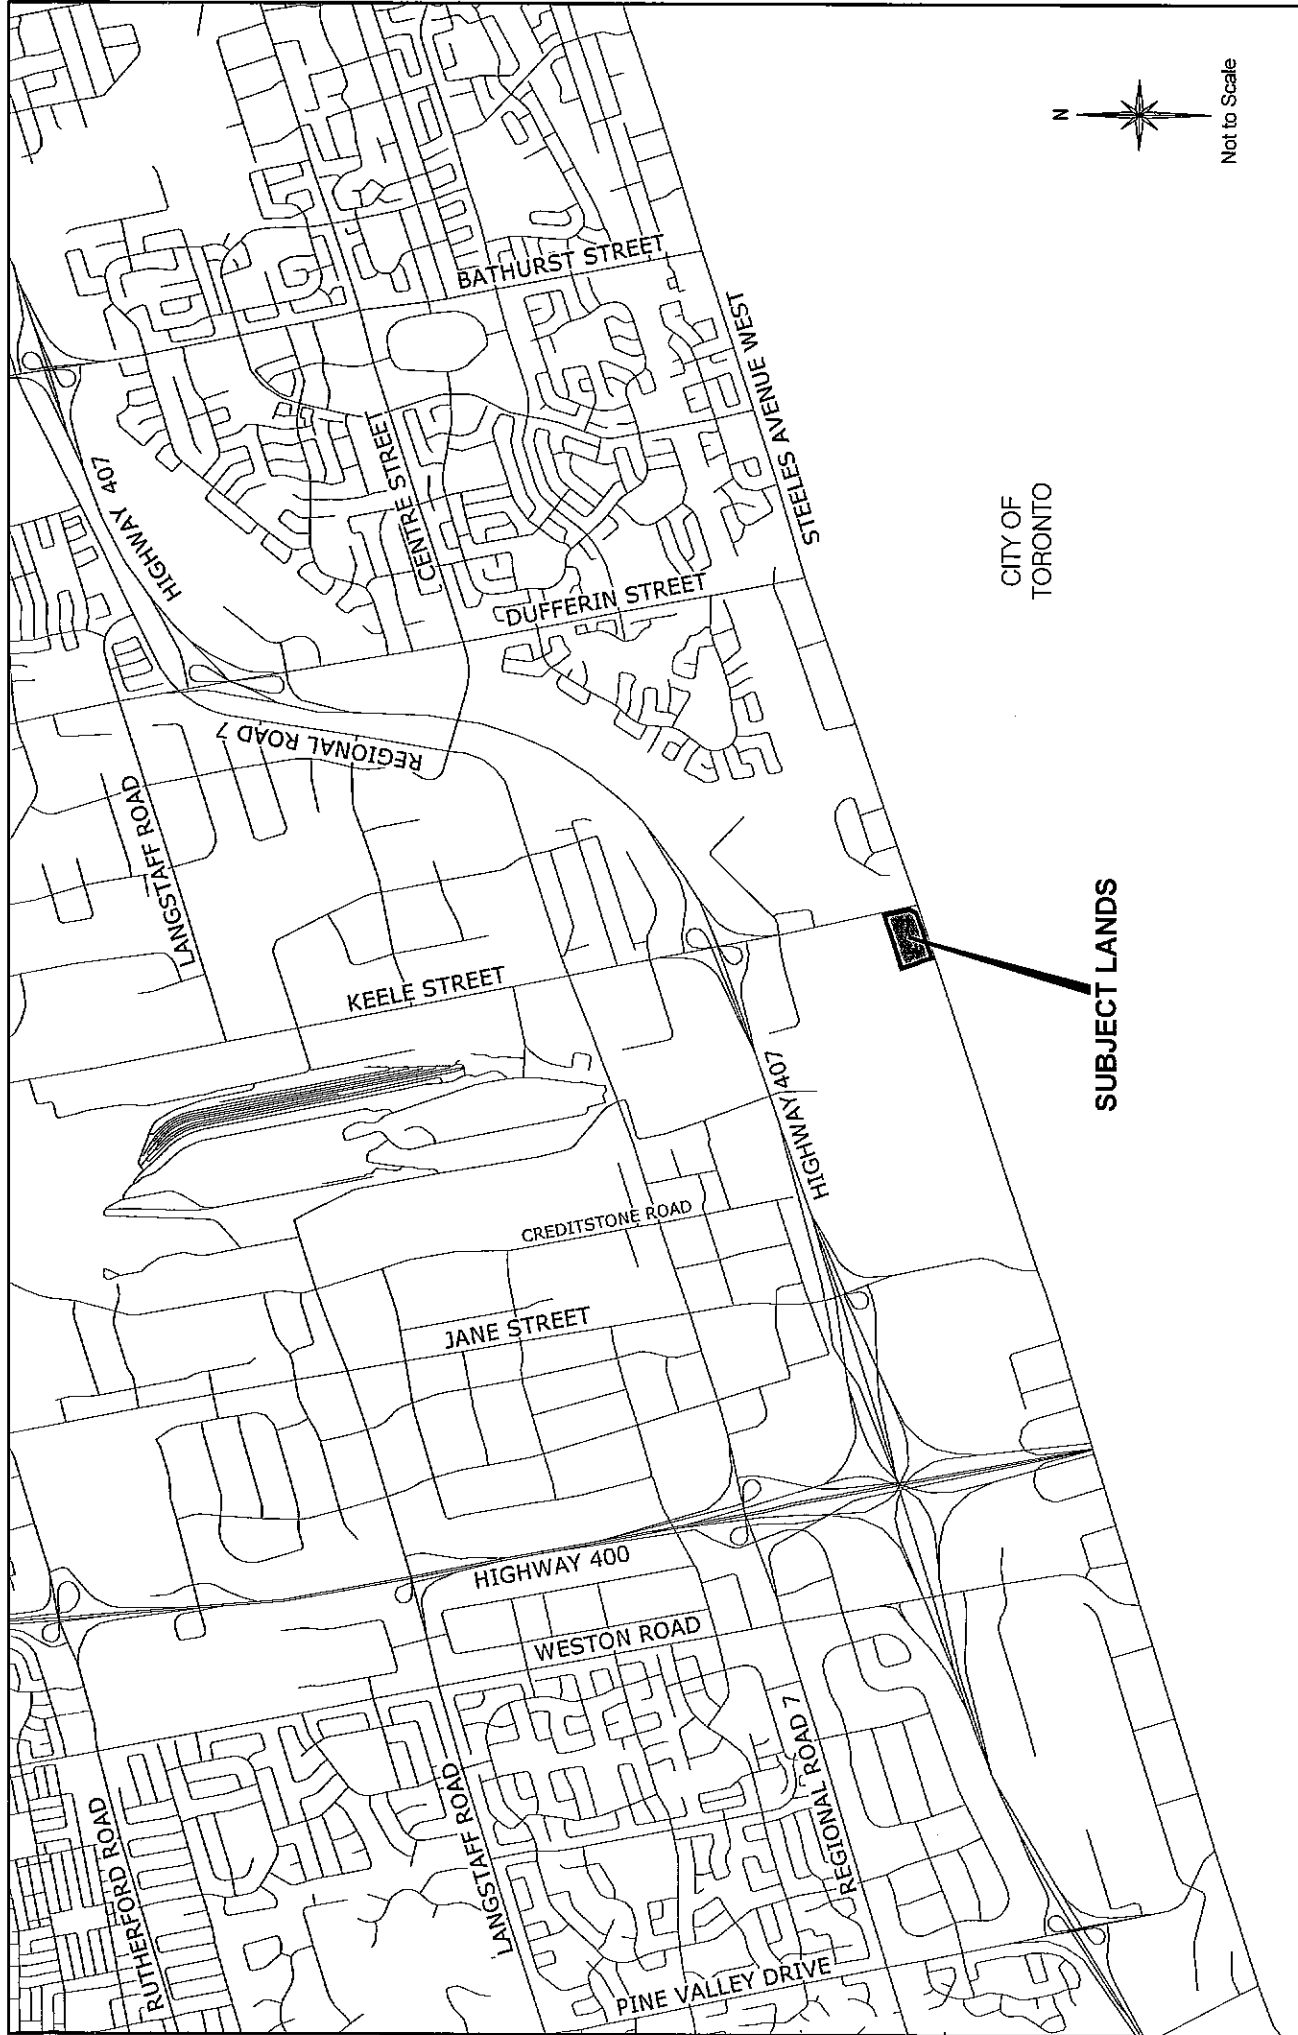 RUTHERFORD ROAD
LANGSTAFF ROAD
PINE VALLEY DRIVE
REGIONAL ROAD 7
WESTON ROAD
HIGHWAY 400
JANE STREET
CREDITSTONE ROAD
HIGHWAY 407
KEELE STREET
LANGSTAFF ROAD
REGIONAL ROAD 7
HIGHWAY 407
DUFFERIN STREET
CENTRE STREET
BATHURST STREET
STEELES AVENUE WEST
SUBJECT LANDS
CITY OF
TORONTO
N
Not to Scale